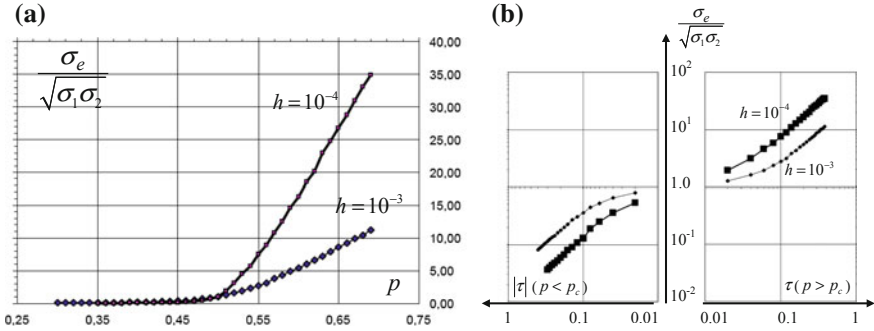 (a)
σe / √σ1σ2
40,00
35,00
30,00
25,00
20,00
15,00
10,00
5,00
0,00
h = 10⁻⁴
h = 10⁻³
p
0,25 0,35 0,45 0,55 0,65 0,75
(b)
σe / √σ1σ2
10²
10¹
1.0
10⁻¹
10⁻²
h = 10⁻⁴
h = 10⁻³
|τ| (p < pc)
τ (p > pc)
1 0.1 0.01
0.01 0.1 1